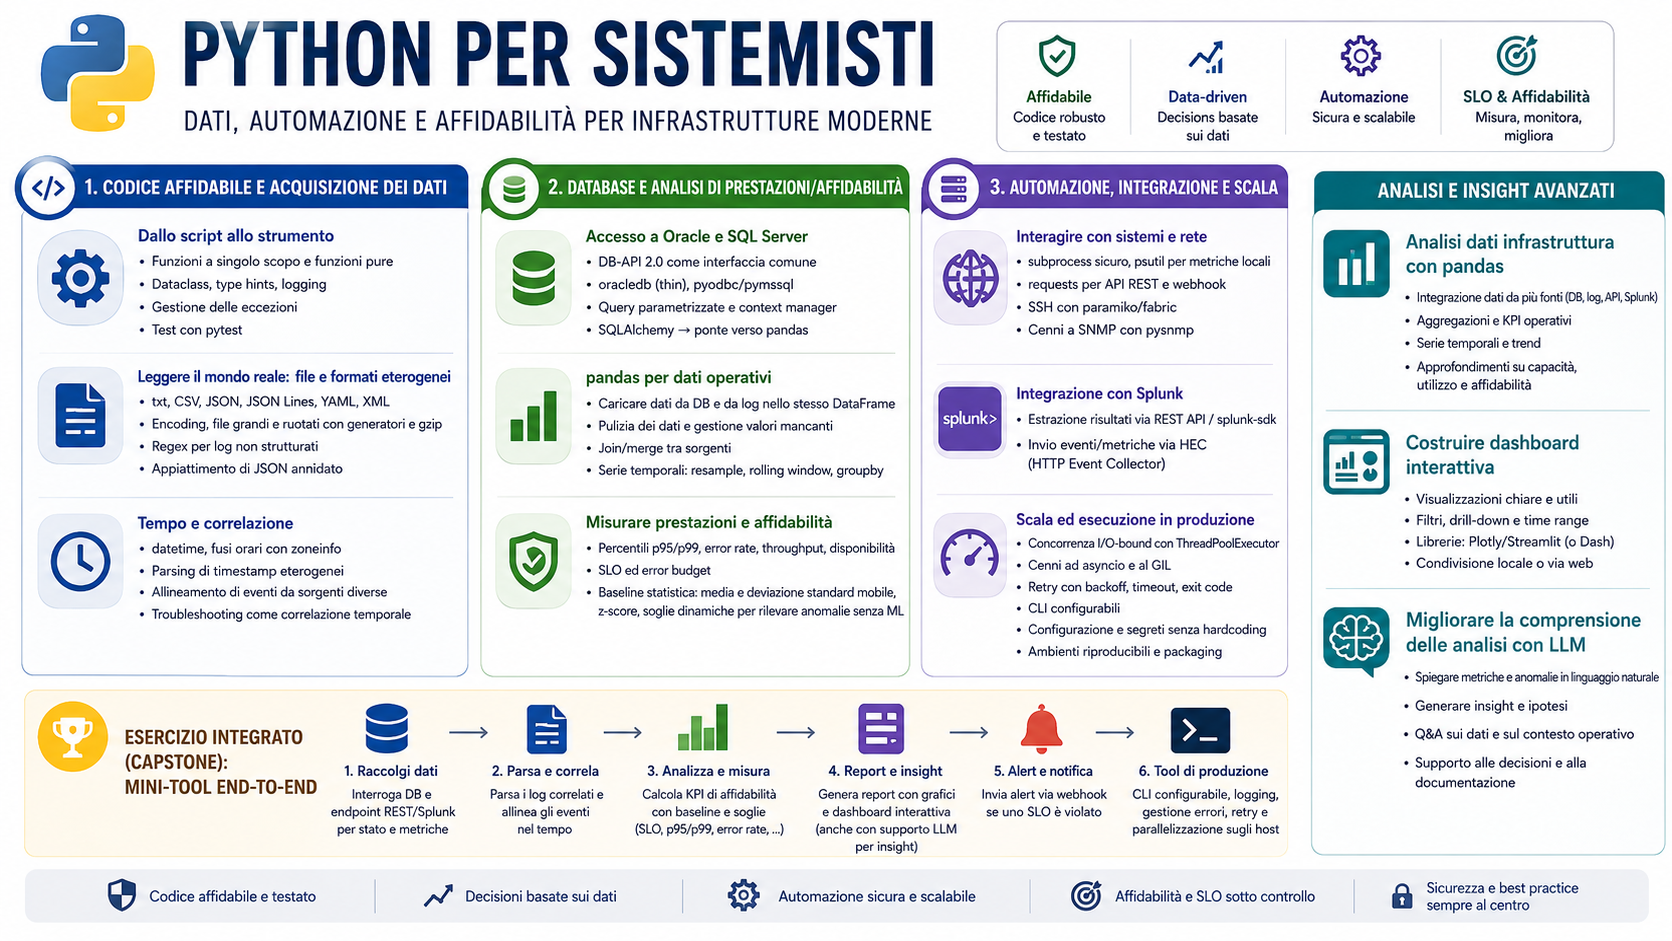 PYTHON PER SISTEMISTI
DATI, AUTOMAZIONE E AFFIDABILITÀ PER INFRASTRUTTURE MODERNE
Affidabile
Codice robusto
e testato
Data-driven
Decisions basate
sui dati
Automazione
Sicura e scalabile
SLO & Affidabilità
Misura, monitora,
migliora
</> 1. CODICE AFFIDABILE E ACQUISIZIONE DEI DATI
Dallo script allo strumento
• Funzioni a singolo scopo e funzioni pure
• Dataclass, type hints, logging
• Gestione delle eccezioni
• Test con pytest
Leggere il mondo reale: file e formati eterogenei
• txt, CSV, JSON, JSON Lines, YAML, XML
• Encoding, file grandi e ruotati con generatori e gzip
• Regex per log non strutturati
• Appiattimento di JSON annidato
Tempo e correlazione
• datetime, fusi orari con zoneinfo
• Parsing di timestamp eterogenei
• Allineamento di eventi da sorgenti diverse
• Troubleshooting come correlazione temporale
2. DATABASE E ANALISI DI PRESTAZIONI/AFFIDABILITÀ
Accesso a Oracle e SQL Server
• DB-API 2.0 come interfaccia comune
• oracledb (thin), pyodbc/pymssql
• Query parametrizzate e context manager
• SQLAlchemy → ponte verso pandas
pandas per dati operativi
• Caricare dati da DB e da log nello stesso DataFrame
• Pulizia dei dati e gestione valori mancanti
• Join/merge tra sorgenti
• Serie temporali: resample, rolling window, groupby
Misurare prestazioni e affidabilità
• Percentili p95/p99, error rate, throughput, disponibilità
• SLO ed error budget
• Baseline statistica: media e deviazione standard mobile,
z-score, soglie dinamiche per rilevare anomalie senza ML
3. AUTOMAZIONE, INTEGRAZIONE E SCALA
Interagire con sistemi e rete
• subprocess sicuro, psutil per metriche locali
• requests per API REST e webhook
• SSH con paramiko/fabric
• Cenni a SNMP con pysnmp
splunk>
Integrazione con Splunk
• Estrazione risultati via REST API / splunk-sdk
• Invio eventi/metriche via HEC
(HTTP Event Collector)
Scala ed esecuzione in produzione
• Concorrenza I/O-bound con ThreadPoolExecutor
• Cenni ad asyncio e al GIL
• Retry con backoff, timeout, exit code
• CLI configurabili
• Configurazione e segreti senza hardcoding
• Ambienti riproducibili e packaging
ANALISI E INSIGHT AVANZATI
Analisi dati infrastruttura
con pandas
• Integrazione dati da più fonti (DB, log, API, Splunk)
• Aggregazioni e KPI operativi
• Serie temporali e trend
• Approfondimenti su capacità,
utilizzo e affidabilità
Costruire dashboard
interattiva
• Visualizzazioni chiare e utili
• Filtri, drill-down e time range
• Librerie: Plotly/Streamlit (o Dash)
• Condivisione locale o via web
Migliorare la comprensione
delle analisi con LLM
• Spiegare metriche e anomalie in linguaggio naturale
• Generare insight e ipotesi
• Q&A sui dati e sul contesto operativo
• Supporto alle decisioni e alla
documentazione
ESERCIZIO INTEGRATO
(CAPSTONE):
MINI-TOOL END-TO-END
1. Raccolgi dati
Interroga DB e
endpoint REST/Splunk
per stato e metriche
2. Parsa e correla
Parsa i log correlati e
allinea gli eventi
nel tempo
3. Analizza e misura
Calcola KPI di affidabilità
con baseline e soglie
(SLO, p95/p99, error rate, ...)
4. Report e insight
Genera report con grafici
e dashboard interattiva
(anche con supporto LLM
per insight)
5. Alert e notifica
Invia alert via webhook
se uno SLO è violato
6. Tool di produzione
CLI configurabile, logging,
gestione errori, retry e
parallelizzazione sugli host
Codice affidabile e testato
Decisioni basate sui dati
Automazione sicura e scalabile
Affidabilità e SLO sotto controllo
Sicurezza e best practice
sempre al centro